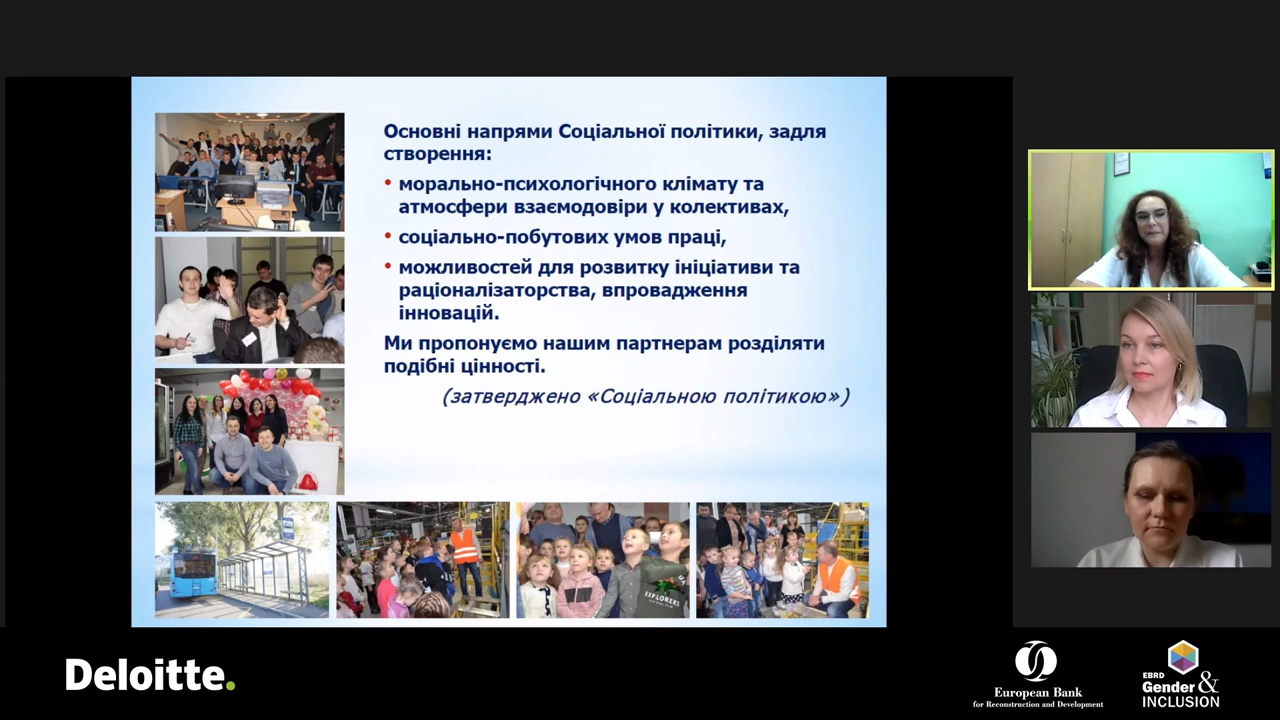 Основні напрями Соціальної політики, задля
створення:
• морально-психологічного клімату та
атмосфери взаємодовіри у колективах,
• соціально-побутових умов праці,
• можливостей для розвитку ініціативи та
раціоналізаторства, впровадження
інновацій.
Ми пропонуємо нашим партнерам розділяти
подібні цінності.
(затверджено «Соціальною політикою»)
EXPLORERS
Deloitte.
European Bank
for Reconstruction and Development
EBRD
Gender &
INCLUSION